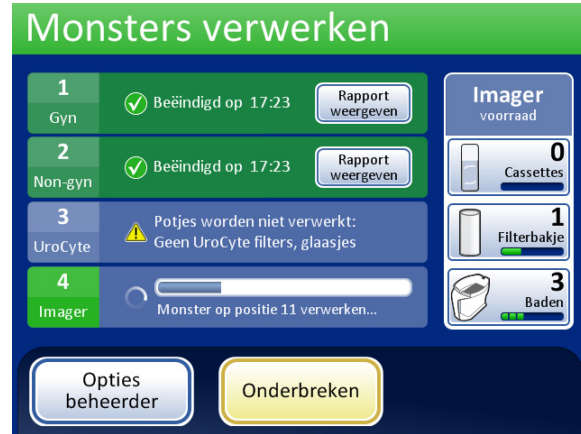 Monsters verwerken
1
Gyn
Beëindigd op 17:23
Rapport
weergeven
2
Non-gyn
Beëindigd op 17:23
Rapport
weergeven
3
UroCyte
Potjes worden niet verwerkt:
Geen UroCyte filters, glaasjes
4
Imager
Monster op positie 11 verwerken...
Imager
voorraad
0
Cassettes
1
Filterbakje
3
Baden
Opties
beheerder
Onderbreken